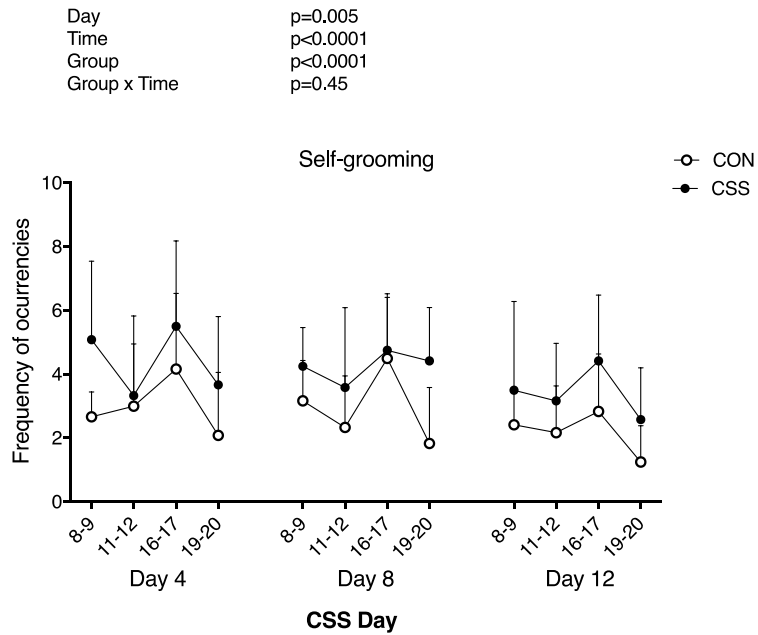 Day p=0.005
Time p<0.0001
Group p<0.0001
Group x Time p=0.45
Self-grooming
CON
CSS
Frequency of ocurrencies
10
8
6
4
2
0
8-9 11-12 16-17 19-20 8-9 11-12 16-17 19-20 8-9 11-12 16-17 19-20
Day 4 Day 8 Day 12
CSS Day